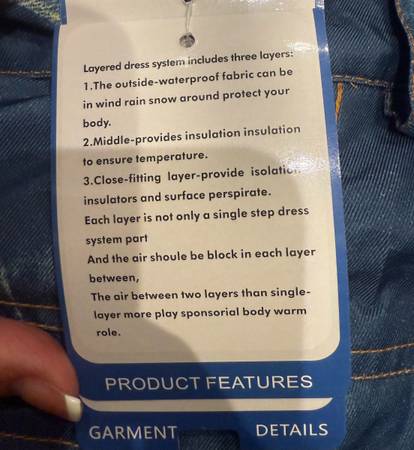 Layered dress system includes three layers:
1.The outside-waterproof fabric can be
in wind rain snow around protect your
body.
2.Middle-provides insulation insulation
to ensure temperature.
3.Close-fitting layer-provide isolation
insulators and surface perspirate.
Each layer is not only a single step dress
system part
And the air shoule be block in each layer
between,
The air between two layers than single-
layer more play sponsorial body warm
role.
PRODUCT FEATURES
GARMENT DETAILS